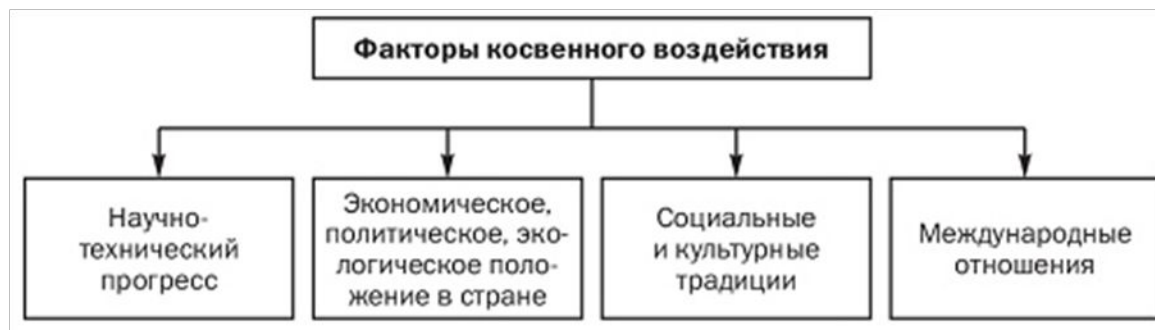 Факторы косвенного воздействия
Научно-
технический
прогресс
Экономическое,
политическое, эко-
логическое поло-
жение в стране
Социальные
и культурные
традиции
Международные
отношения